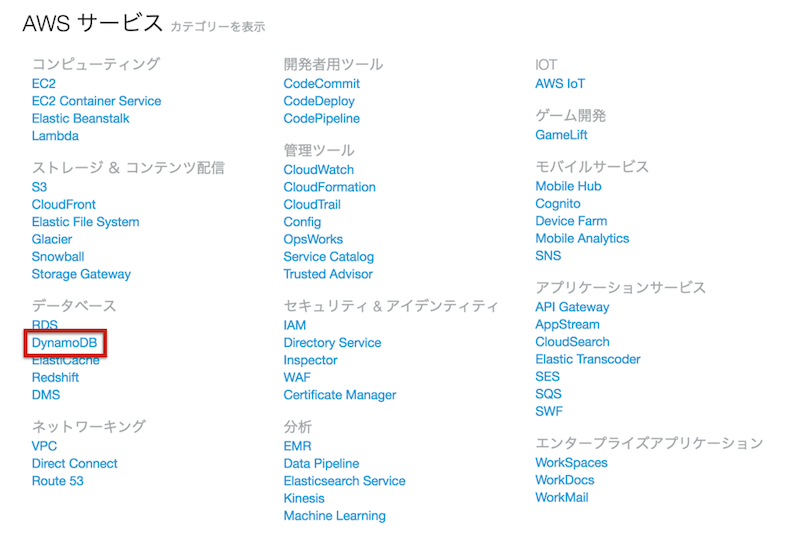 AWS サービス カテゴリーを表示
コンピューティング
EC2
EC2 Container Service
Elastic Beanstalk
Lambda
ストレージ & コンテンツ配信
S3
CloudFront
Elastic File System
Glacier
Snowball
Storage Gateway
データベース
RDS
DynamoDB
ElastiCache
Redshift
DMS
ネットワーキング
VPC
Direct Connect
Route 53
開発者用ツール
CodeCommit
CodeDeploy
CodePipeline
管理ツール
CloudWatch
CloudFormation
CloudTrail
Config
OpsWorks
Service Catalog
Trusted Advisor
セキュリティ & アイデンティティ
IAM
Directory Service
Inspector
WAF
Certificate Manager
分析
EMR
Data Pipeline
Elasticsearch Service
Kinesis
Machine Learning
IOT
AWS IoT
ゲーム開発
GameLift
モバイルサービス
Mobile Hub
Cognito
Device Farm
Mobile Analytics
SNS
アプリケーションサービス
API Gateway
AppStream
CloudSearch
Elastic Transcoder
SES
SQS
SWF
エンタープライズアプリケーション
WorkSpaces
WorkDocs
WorkMail